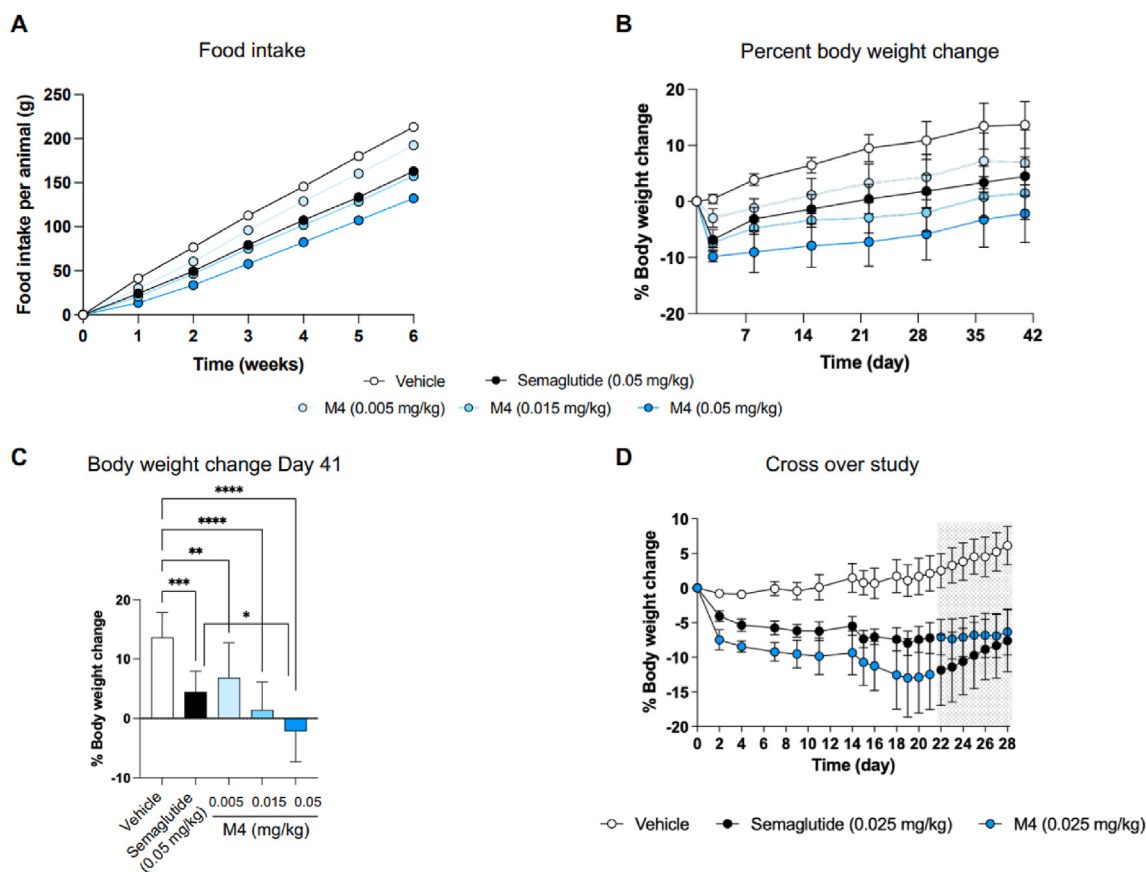 A
Food intake
Food intake per animal (g)
250
200
150
100
50
0
0 1 2 3 4 5 6
Time (weeks)
B
Percent body weight change
% Body weight change
20
10
0
-10
-20
7 14 21 28 35 42
Time (day)
Vehicle Semaglutide (0.05 mg/kg)
M4 (0.005 mg/kg) M4 (0.015 mg/kg) M4 (0.05 mg/kg)
C
Body weight change Day 41
****
****
**
***
*
% Body weight change
20
10
0
-10
Vehicle
Semaglutide
(0.05 mg/kg)
0.005 0.015 0.05
M4 (mg/kg)
D
Cross over study
% Body weight change
10
5
0
-5
-10
-15
-20
0 2 4 6 8 10 12 14 16 18 20 22 24 26 28
Time (day)
Vehicle Semaglutide (0.025 mg/kg) M4 (0.025 mg/kg)